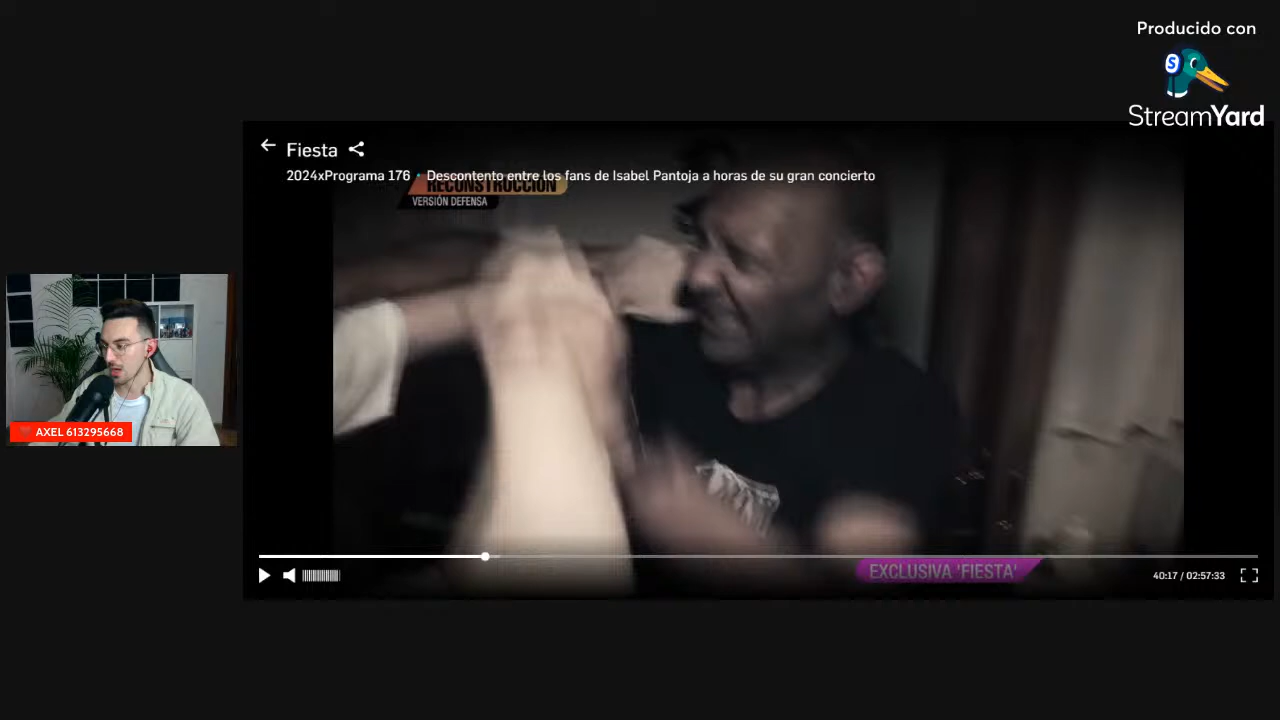 Producido con
StreamYard
Fiesta
2024xPrograma 176 · Descontento entre los fans de Isabel Pantoja a horas de su gran concierto
RECONSTRUCCIÓN
VERSIÓN DEFENSA
AXEL 613295668
EXCLUSIVA 'FIESTA'
40:17 / 02:57:33